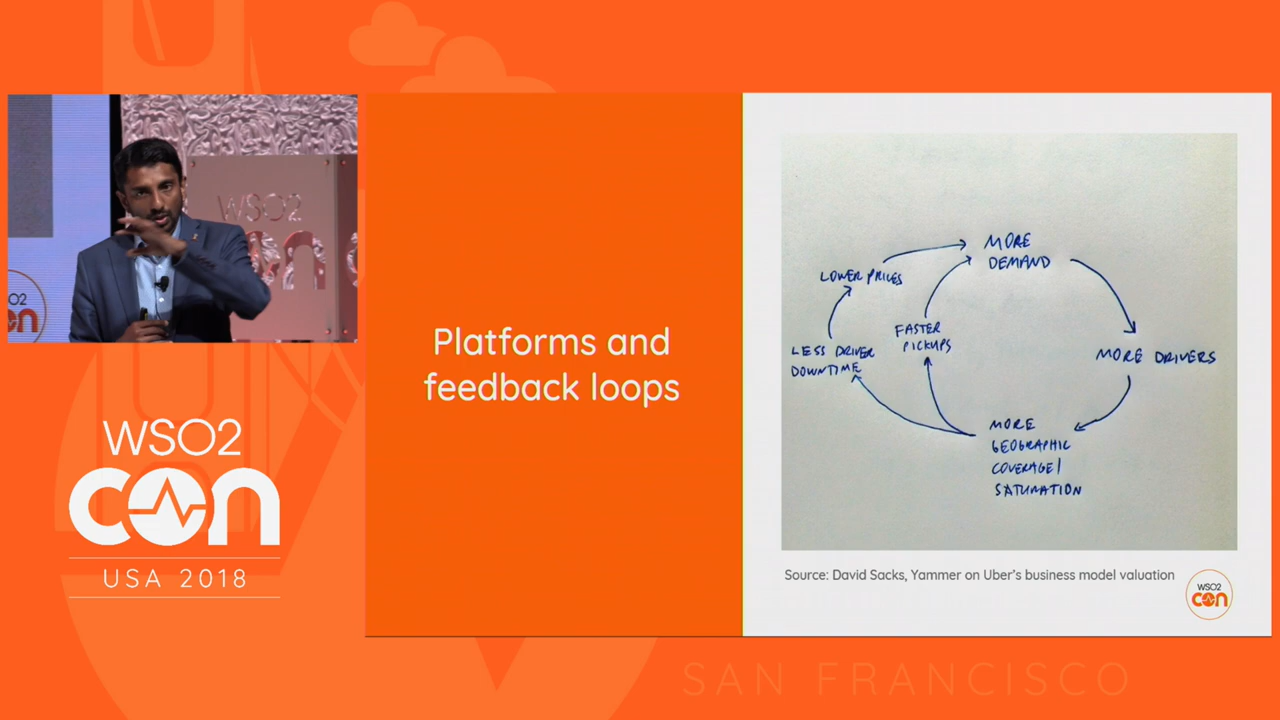 WSO2
con
WSO2
con
USA 2018
Platforms and
feedback loops
MORE
DEMAND
LOWER PRICES
FASTER
PICKUPS
LESS DRIVER
DOWNTIME
MORE DRIVERS
MORE
GEOGRAPHIC
COVERAGE/
SATURATION
Source: David Sacks, Yammer on Uber's business model valuation
WSO2
con
SAN FRANCISCO